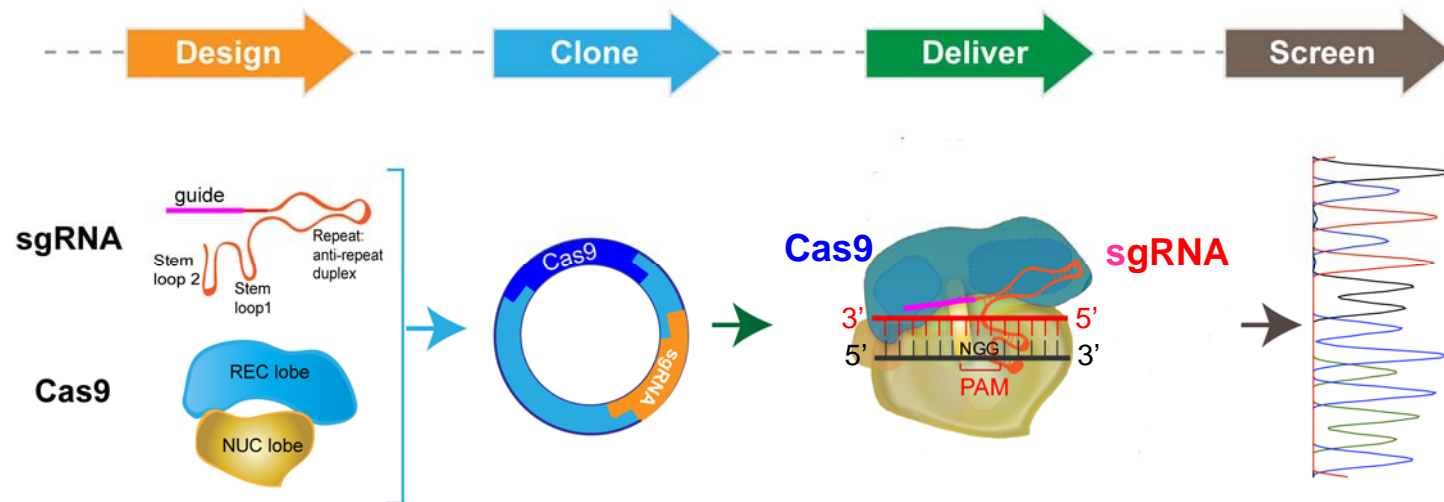 Design
Clone
Deliver
Screen
sgRNA
guide
Stem
loop 2
Stem
loop1
Repeat:
anti-repeat
duplex
Cas9
REC lobe
NUC lobe
Cas9
sgRNA
Cas9
sgRNA
3’
5’
5’
NGG
3’
PAM